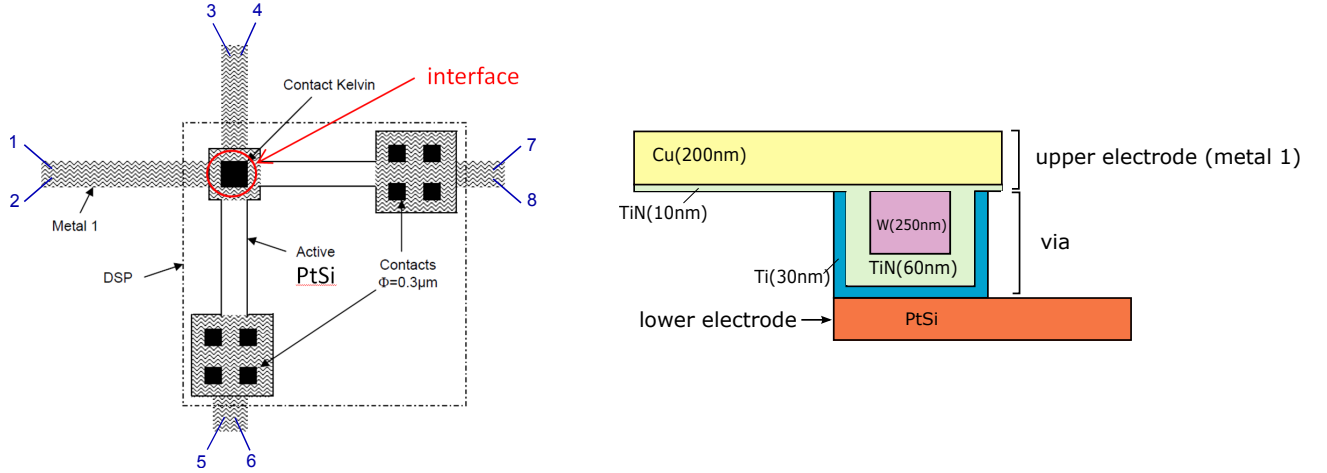 3 4
Contact Kelvin
interface
1
2
7
8
Metal 1
DSP
Active
PtSi
Contacts
Φ=0.3µm
5 6
Cu(200nm)
upper electrode (metal 1)
TiN(10nm)
W(250nm)
via
TiN(60nm)
Ti(30nm)
lower electrode
PtSi